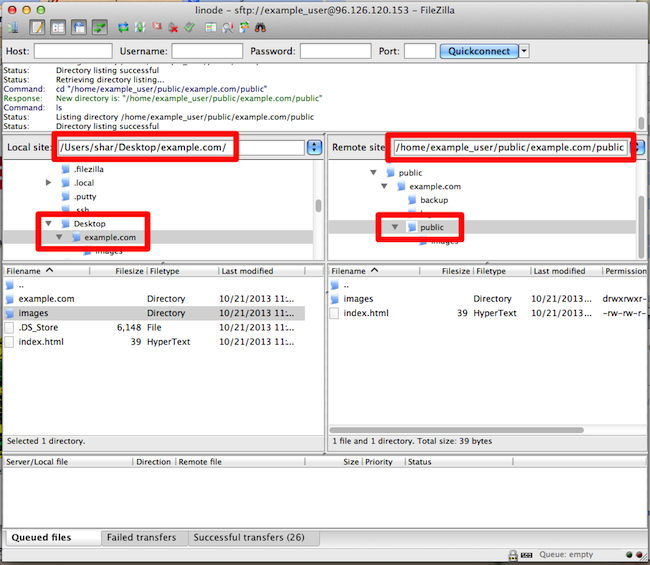 linode - sftp://example_user@96.126.120.153 - FileZilla
Host: Username: Password: Port: Quickconnect
Status: Directory listing successful
Status: Retrieving directory listing...
Command: cd "/home/example_user/public/example.com/public"
Response: New directory is: "/home/example_user/public/example.com/public"
Command: ls
Status: Listing directory /home/example_user/public/example.com/public
Status: Directory listing successful
Local site: /Users/shar/Desktop/example.com/
.filezilla
.local
.putty
.ssh
Desktop
example.com
images
Remote site /home/example_user/public/example.com/public
public
example.com
backup
public
images
Filename Filesize Filetype Last modified
..
example.com Directory 10/21/2013 11:...
images Directory 10/21/2013 11:...
.DS_Store 6,148 File 10/21/2013 11:...
index.html 39 HyperText 10/21/2013 11:...
Selected 1 directory.
Filename Filesize Filetype Last modified Permission
..
images Directory 10/21/2013... drwxrwxr-
index.html 39 HyperText 10/21/2013... -rw-rw-r-
1 file and 1 directory. Total size: 39 bytes
Server/Local file Direction Remote file Size Priority Status
Queued files Failed transfers Successful transfers (26)
Queue: empty